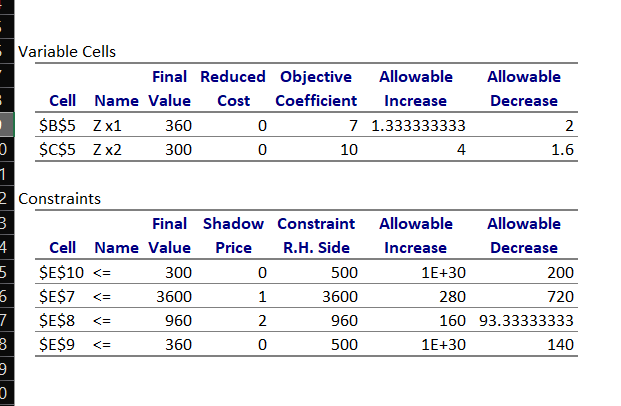 Variable Cells
Final Reduced Objective Allowable Allowable
Cell Name Value Cost Coefficient Increase Decrease
$B$5 Z x1 360 0 7 1.333333333 2
$C$5 Z x2 300 0 10 4 1.6
Constraints
Final Shadow Constraint Allowable Allowable
Cell Name Value Price R.H. Side Increase Decrease
$E$10 <= 300 0 500 1E+30 200
$E$7 <= 3600 1 3600 280 720
$E$8 <= 960 2 960 160 93.33333333
$E$9 <= 360 0 500 1E+30 140